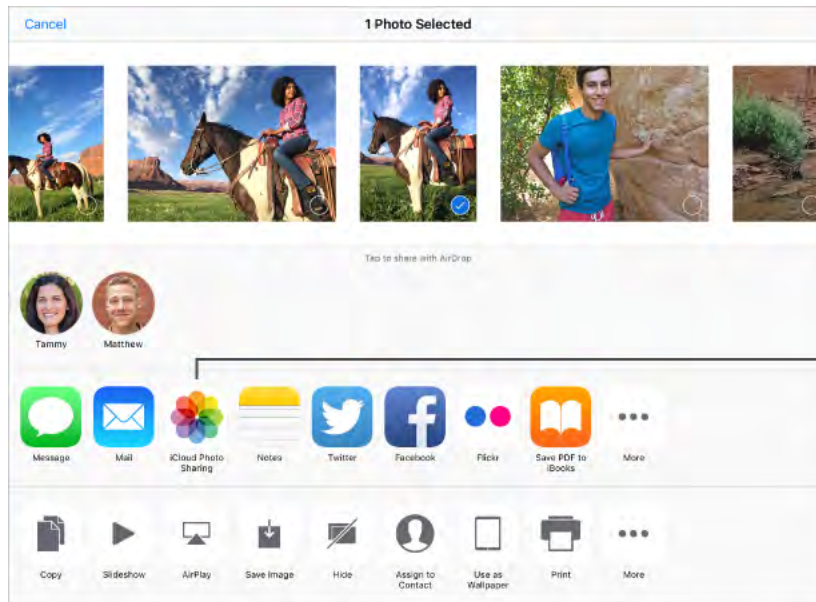 Cancel
1 Photo Selected
Tap to share with AirDrop
Tammy
Matthew
Message
Mail
iCloud Photo
Sharing
Notes
Twitter
Facebook
Flickr
Save PDF to
iBooks
More
Copy
Slideshow
AirPlay
Save Image
Hide
Assign to
Contact
Use as
Wallpaper
Print
More